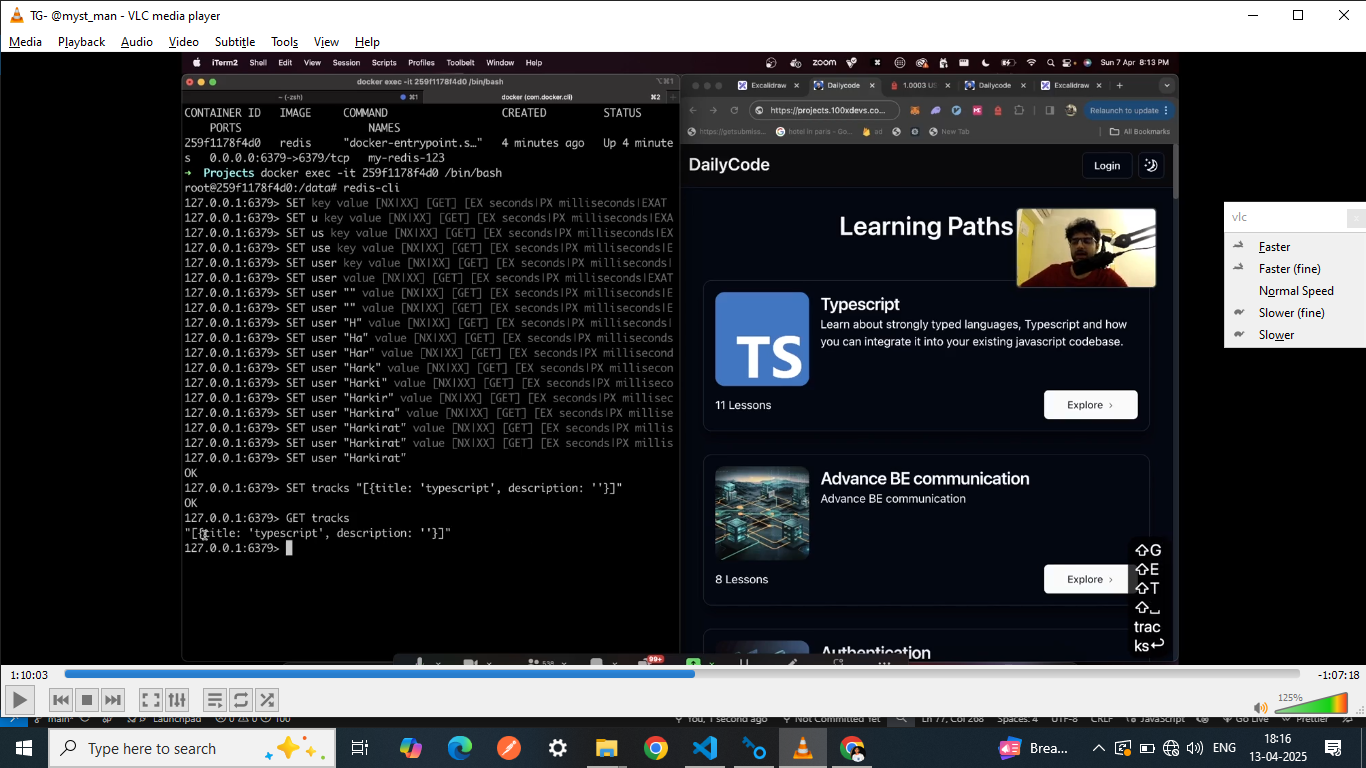 TG- @myst_man - VLC media player
Media Playback Audio Video Subtitle Tools View Help
iTerm2 Shell Edit View Session Scripts Profiles Toolbelt Window Help
zoom
Sun 7 Apr 8:13 PM
docker exec -it 259f1178f4d0 /bin/bash
⌥⌘1
~ (-zsh) ⌘1
docker (com.docker.cli) ⌘2
CONTAINER ID IMAGE COMMAND CREATED STATUS
PORTS NAMES
259f1178f4d0 redis "docker-entrypoint.s…" 4 minutes ago Up 4 minute
s 0.0.0.0:6379->6379/tcp my-redis-123
➜ Projects docker exec -it 259f1178f4d0 /bin/bash
root@259f1178f4d0:/data# redis-cli
127.0.0.1:6379> SET key value [NX|XX] [GET] [EX seconds|PX milliseconds|EXAT
127.0.0.1:6379> SET u key value [NX|XX] [GET] [EX seconds|PX milliseconds|EXA
127.0.0.1:6379> SET us key value [NX|XX] [GET] [EX seconds|PX milliseconds|EX
127.0.0.1:6379> SET use key value [NX|XX] [GET] [EX seconds|PX milliseconds|E
127.0.0.1:6379> SET user key value [NX|XX] [GET] [EX seconds|PX milliseconds|
127.0.0.1:6379> SET user value [NX|XX] [GET] [EX seconds|PX milliseconds|EXAT
127.0.0.1:6379> SET user "" value [NX|XX] [GET] [EX seconds|PX milliseconds|E
127.0.0.1:6379> SET user "" value [NX|XX] [GET] [EX seconds|PX milliseconds|E
127.0.0.1:6379> SET user "H" value [NX|XX] [GET] [EX seconds|PX milliseconds|
127.0.0.1:6379> SET user "Ha" value [NX|XX] [GET] [EX seconds|PX milliseconds
127.0.0.1:6379> SET user "Har" value [NX|XX] [GET] [EX seconds|PX millisecond
127.0.0.1:6379> SET user "Hark" value [NX|XX] [GET] [EX seconds|PX millisecon
127.0.0.1:6379> SET user "Harki" value [NX|XX] [GET] [EX seconds|PX milliseco
127.0.0.1:6379> SET user "Harkir" value [NX|XX] [GET] [EX seconds|PX millisec
127.0.0.1:6379> SET user "Harkira" value [NX|XX] [GET] [EX seconds|PX millise
127.0.0.1:6379> SET user "Harkirat" value [NX|XX] [GET] [EX seconds|PX millis
127.0.0.1:6379> SET user "Harkirat" value [NX|XX] [GET] [EX seconds|PX millis
127.0.0.1:6379> SET user "Harkirat"
OK
127.0.0.1:6379> SET tracks "[{title: 'typescript', description: ''}]"
OK
127.0.0.1:6379> GET tracks
"[{title: 'typescript', description: ''}]"
127.0.0.1:6379>
Excalidraw Dailycode 1.0003 US Dailycode Excalidraw
https://projects.100xdevs.co...
Relaunch to update
https://getsubmiss... hotel in paris - Go... sd New Tab All Bookmarks
DailyCode
Login
Learning Paths
TS
Typescript
Learn about strongly typed languages, Typescript and how
you can integrate it into your existing javascript codebase.
11 Lessons
Explore ›
Advance BE communication
Advance BE communication
8 Lessons
Explore ›
Authentication
⇧G
⇧E
⇧T
⇧␣
trac
ks↩
538
99+
vlc
Faster
Faster (fine)
Normal Speed
Slower (fine)
Slower
1:10:03
-1:07:18
125%
main* Launchpad 0 0 100
You, 1 second ago Not Committed Yet Ln 77, Col 268 Spaces: 4 UTF-8 CRLF JavaScript Go Live Prettier
Type here to search
Brea...
ENG
18:16
13-04-2025